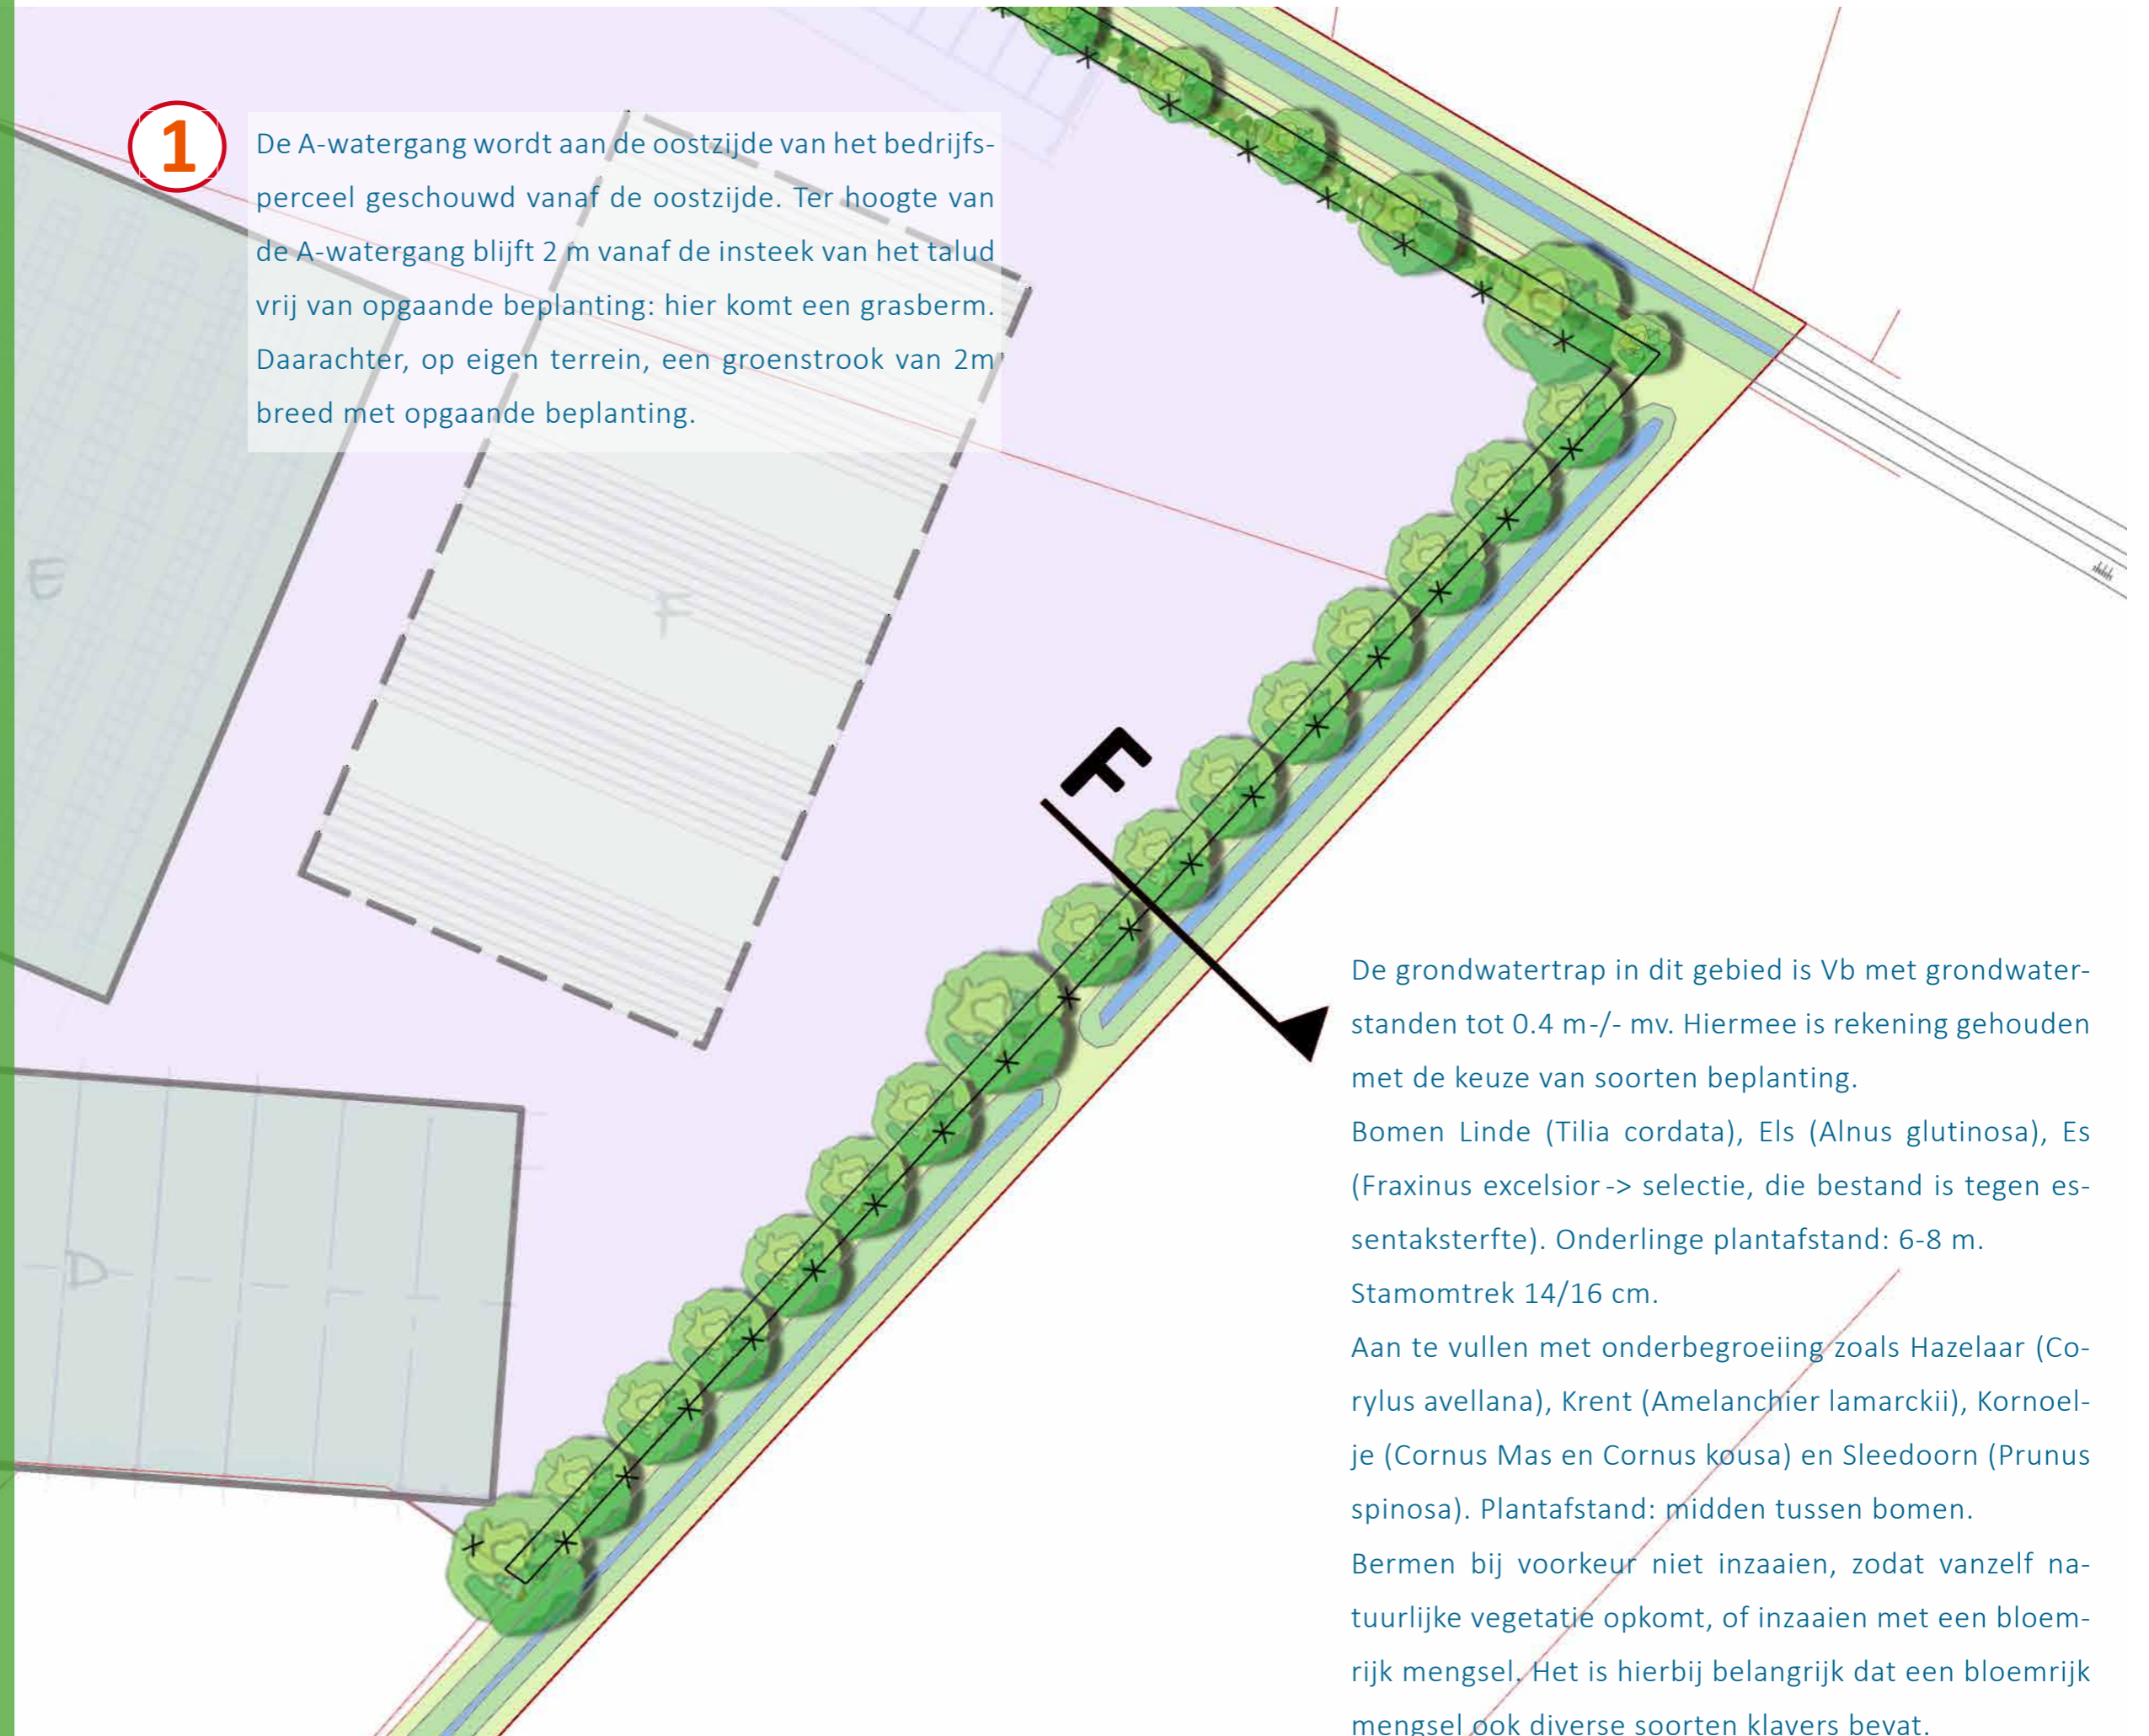 1
De A-watergang wordt aan de oostzijde van het bedrijfs-
perceel geschouwd vanaf de oostzijde. Ter hoogte van
de A-watergang blijft 2 m vanaf de insteek van het talud
vrij van opgaande beplanting: hier komt een grasberm.
Daarachter, op eigen terrein, een groenstrook van 2m
breed met opgaande beplanting.
E
F
F
D
De grondwatertrap in dit gebied is Vb met grondwater-
standen tot 0.4 m-/- mv. Hiermee is rekening gehouden
met de keuze van soorten beplanting.
Bomen Linde (Tilia cordata), Els (Alnus glutinosa), Es
(Fraxinus excelsior-> selectie, die bestand is tegen es-
sentaksterfte). Onderlinge plantafstand: 6-8 m.
Stamomtrek 14/16 cm.
Aan te vullen met onderbegroeiing zoals Hazelaar (Co-
rylus avellana), Krent (Amelanchier lamarckii), Kornoel-
je (Cornus Mas en Cornus kousa) en Sleedoorn (Prunus
spinosa). Plantafstand: midden tussen bomen.
Bermen bij voorkeur niet inzaaien, zodat vanzelf na-
tuurlijke vegetatie opkomt, of inzaaien met een bloem-
rijk mengsel. Het is hierbij belangrijk dat een bloemrijk
mengsel ook diverse soorten klavers bevat.